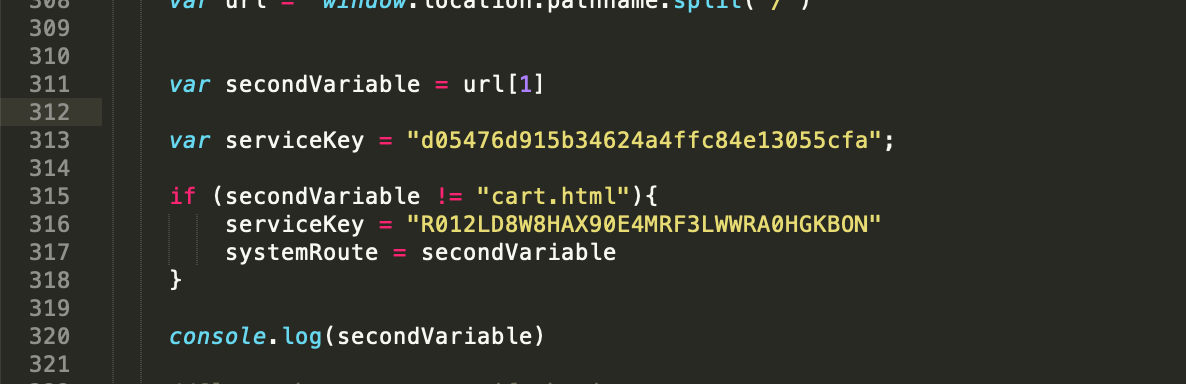 308 var url = window.location.pathname.split("/")
309
310
311 var secondVariable = url[1]
312
313 var serviceKey = "d05476d915b34624a4ffc84e13055cfa";
314
315 if (secondVariable != "cart.html"){
316 serviceKey = "R012LD8W8HAX90E4MRF3LWWRA0HGKBON"
317 systemRoute = secondVariable
318 }
319
320 console.log(secondVariable)
321